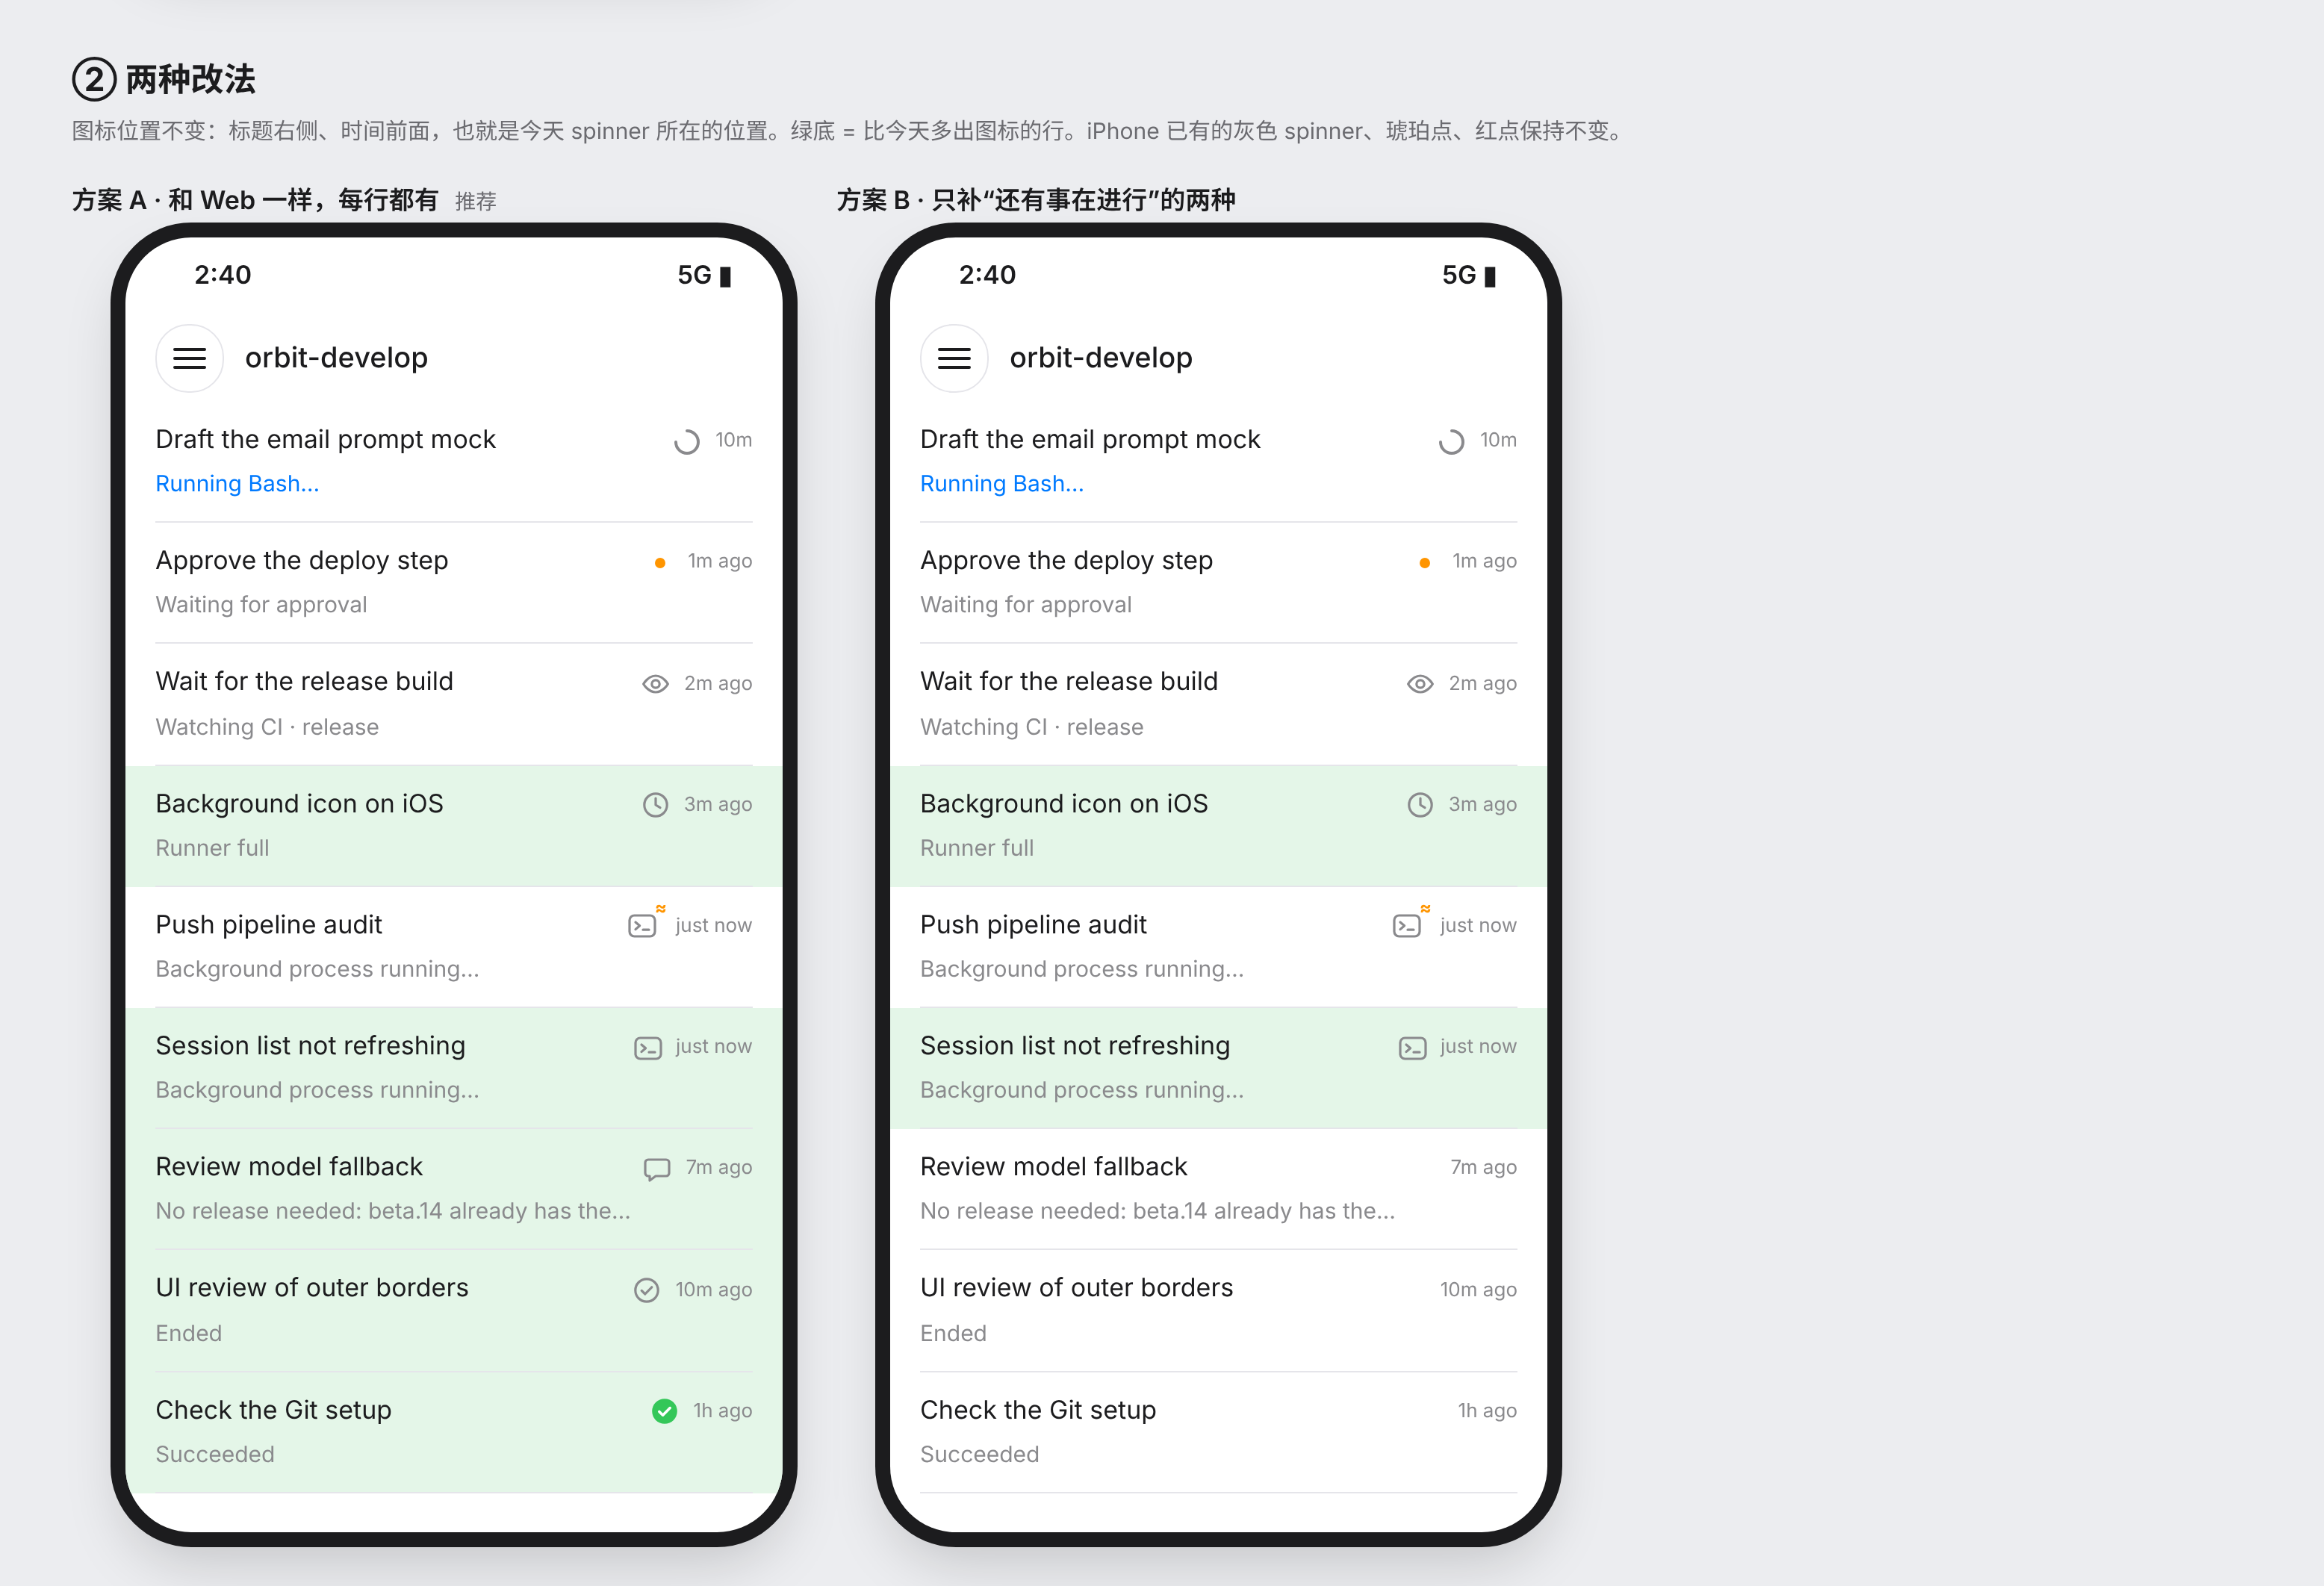 ② 两种改法
图标位置不变：标题右侧、时间前面，也就是今天 spinner 所在的位置。绿底 = 比今天多出图标的行。iPhone 已有的灰色 spinner、琥珀点、红点保持不变。
方案 A · 和 Web 一样，每行都有 推荐
2:40 5G
orbit-develop
Draft the email prompt mock 10m
Running Bash...
Approve the deploy step 1m ago
Waiting for approval
Wait for the release build 2m ago
Watching CI · release
Background icon on iOS 3m ago
Runner full
Push pipeline audit ≈ just now
Background process running...
Session list not refreshing just now
Background process running...
Review model fallback 7m ago
No release needed: beta.14 already has the...
UI review of outer borders 10m ago
Ended
Check the Git setup 1h ago
Succeeded
方案 B · 只补“还有事在进行”的两种
2:40 5G
orbit-develop
Draft the email prompt mock 10m
Running Bash...
Approve the deploy step 1m ago
Waiting for approval
Wait for the release build 2m ago
Watching CI · release
Background icon on iOS 3m ago
Runner full
Push pipeline audit ≈ just now
Background process running...
Session list not refreshing just now
Background process running...
Review model fallback 7m ago
No release needed: beta.14 already has the...
UI review of outer borders 10m ago
Ended
Check the Git setup 1h ago
Succeeded